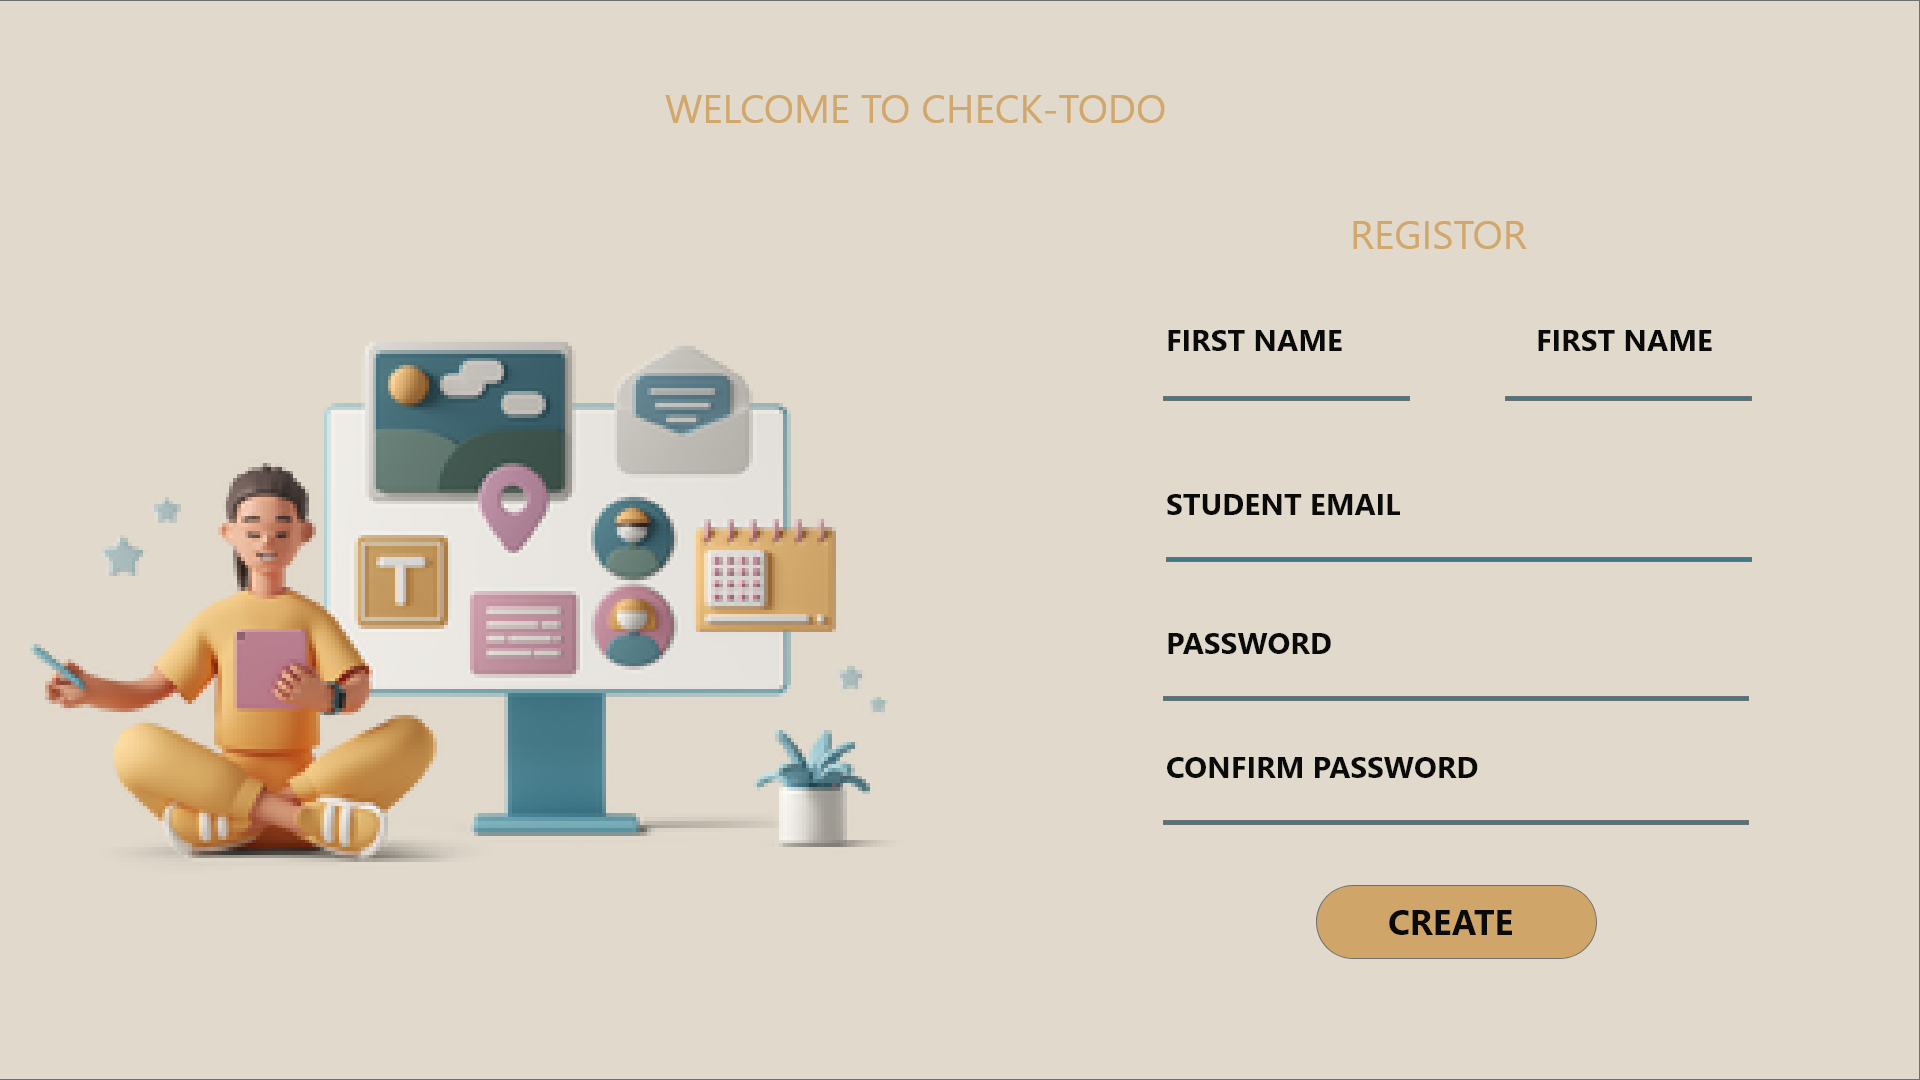 WELCOME TO CHECK-TODO
REGISTOR
FIRST NAME FIRST NAME
STUDENT EMAIL
T
PASSWORD
CONFIRM PASSWORD
CREATE